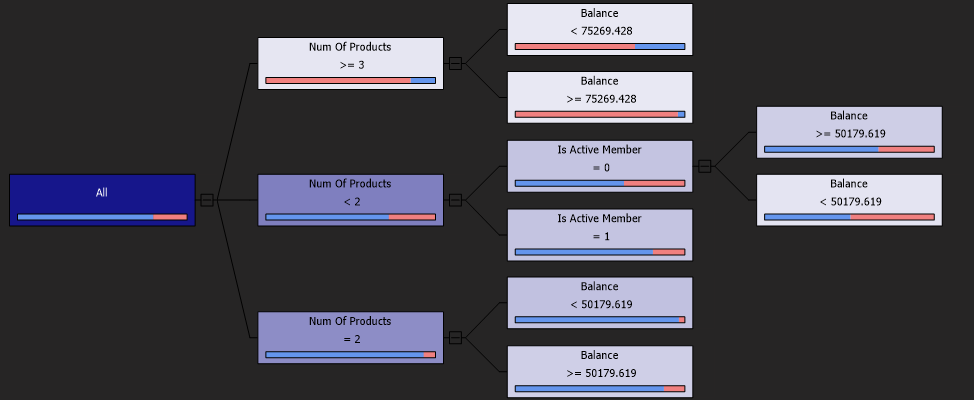 All
Num Of Products
>= 3
Num Of Products
< 2
Num Of Products
= 2
Balance
< 75269.428
Balance
>= 75269.428
Is Active Member
= 0
Is Active Member
= 1
Balance
< 50179.619
Balance
>= 50179.619
Balance
>= 50179.619
Balance
< 50179.619